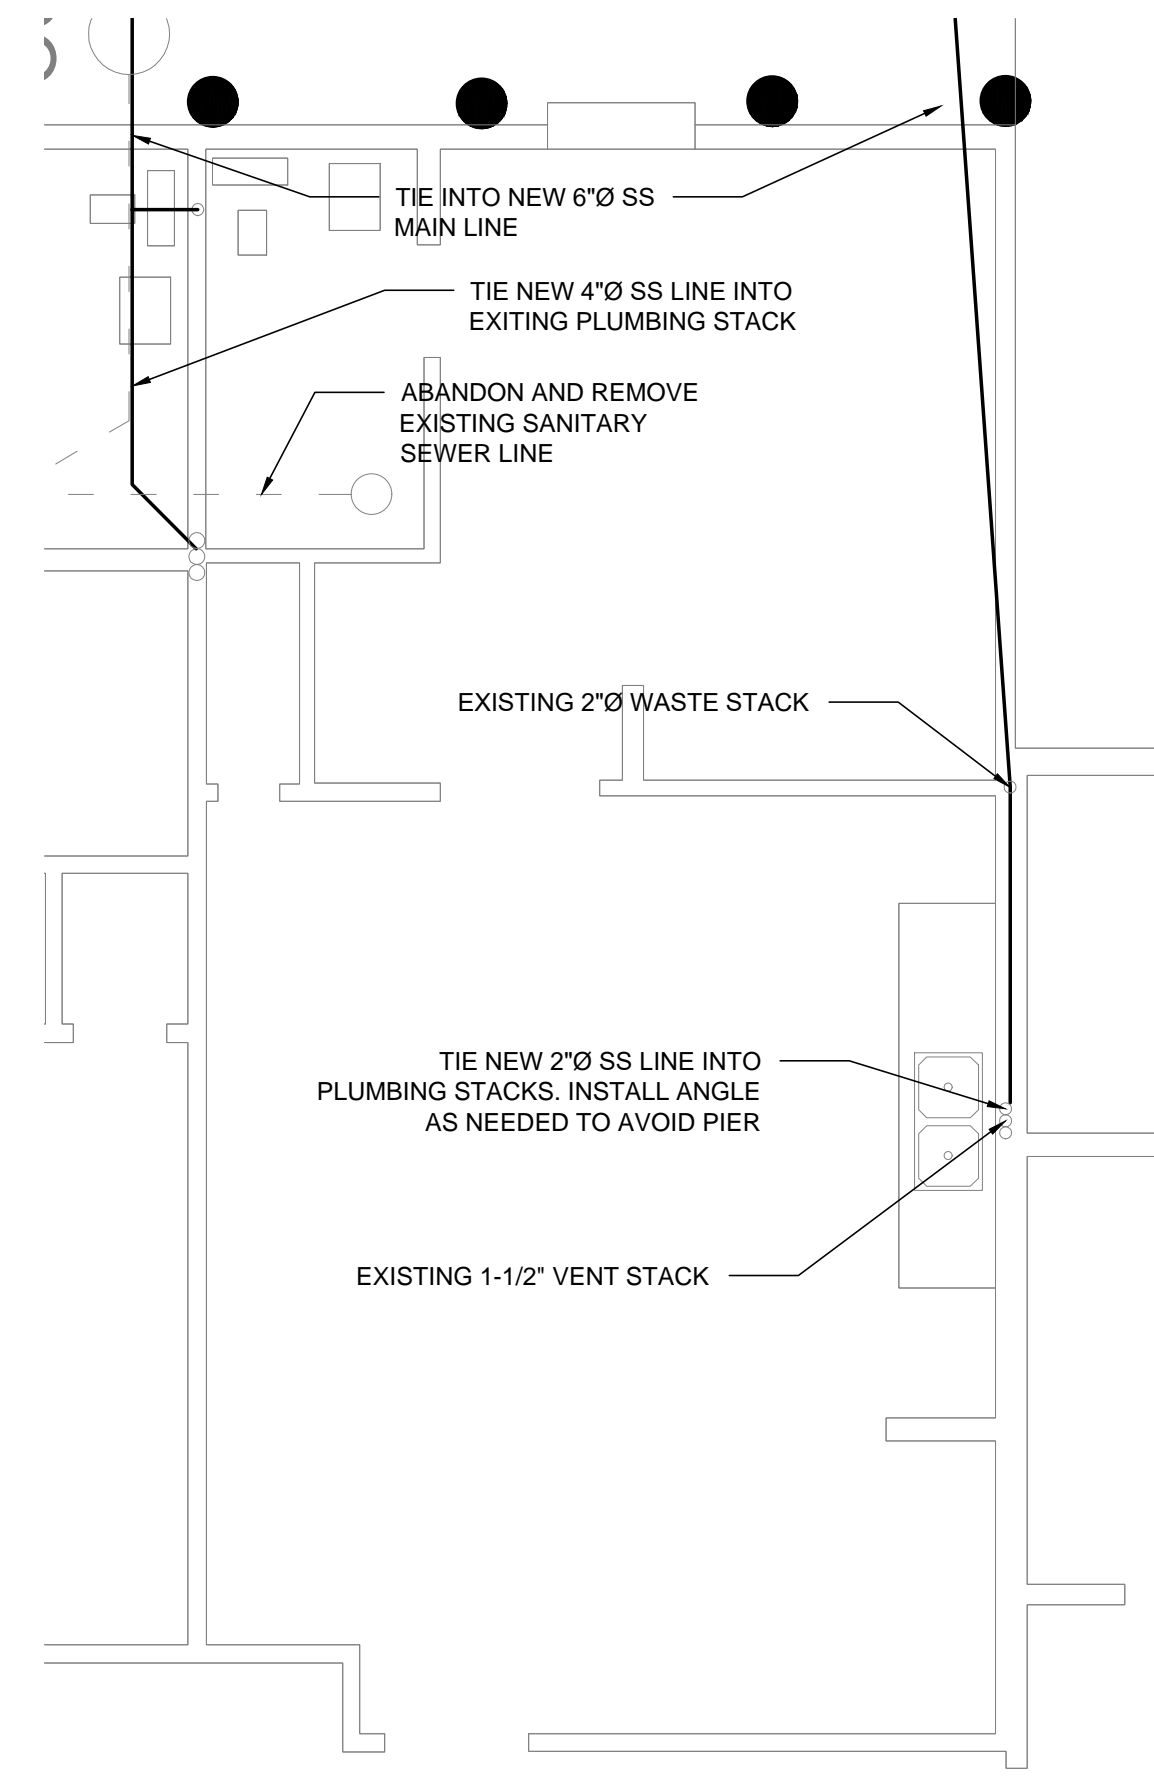 TIE INTO NEW 6"Ø SS
MAIN LINE
TIE NEW 4"Ø SS LINE INTO
EXITING PLUMBING STACK
ABANDON AND REMOVE
EXISTING SANITARY
SEWER LINE
EXISTING 2"Ø WASTE STACK
TIE NEW 2"Ø SS LINE INTO
PLUMBING STACKS. INSTALL ANGLE
AS NEEDED TO AVOID PIER
EXISTING 1-1/2" VENT STACK